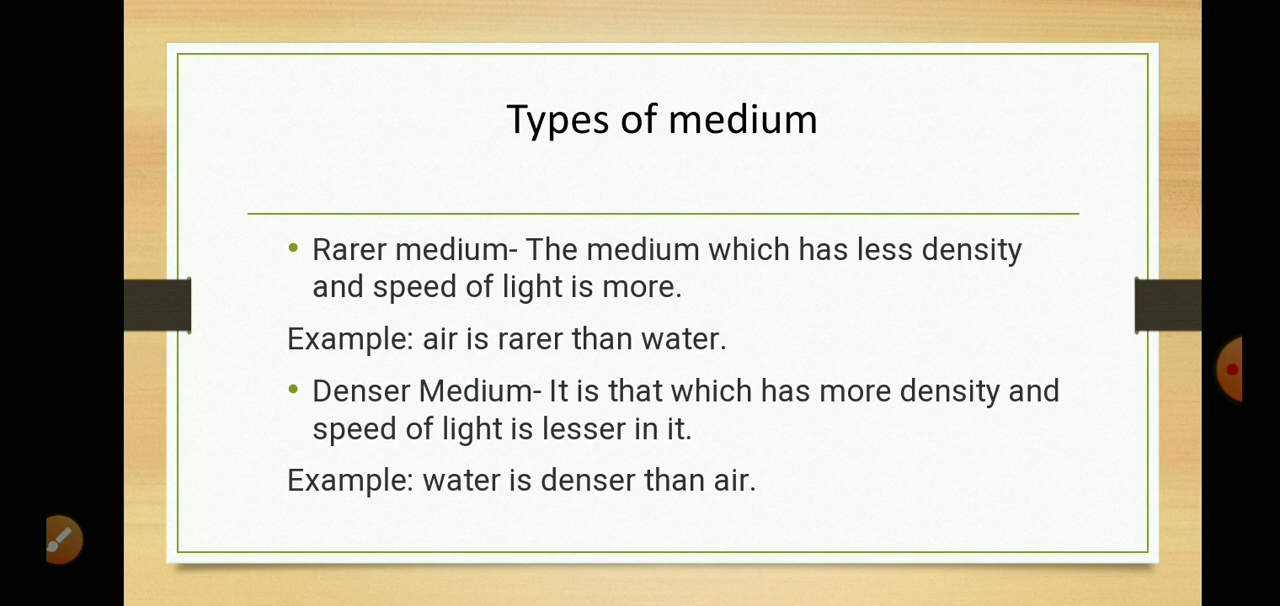 Types of medium
• Rarer medium- The medium which has less density
and speed of light is more.
Example: air is rarer than water.
• Denser Medium- It is that which has more density and
speed of light is lesser in it.
Example: water is denser than air.